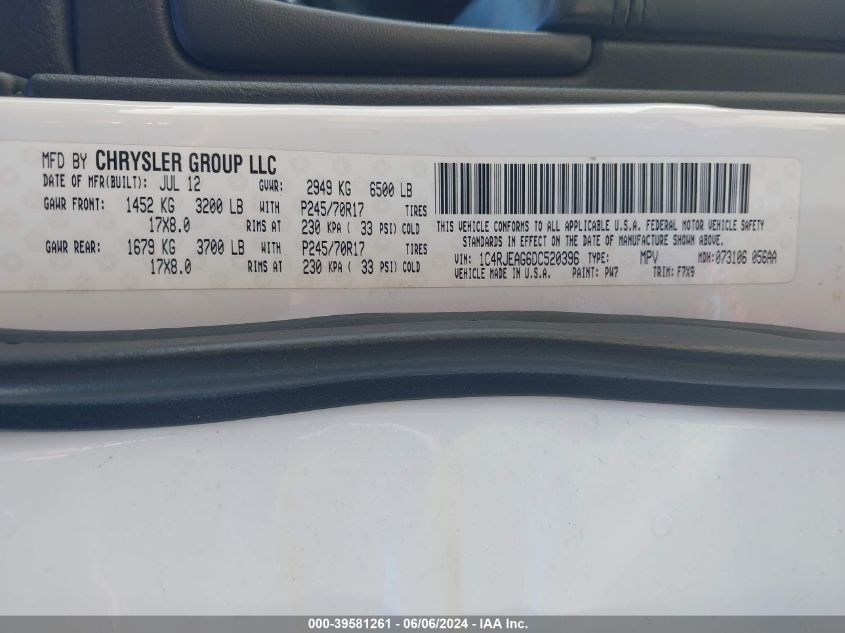 MFD BY CHRYSLER GROUP LLC
DATE OF MFR(BUILT): JUL 12 GVWR: 2949 KG 6500 LB
GAWR FRONT: 1452 KG 3200 LB WITH P245/70R17 TIRES
17X8.0 RIMS AT 230 KPA ( 33 PSI) COLD
GAWR REAR: 1679 KG 3700 LB WITH P245/70R17 TIRES
17X8.0 RIMS AT 230 KPA ( 33 PSI) COLD
THIS VEHICLE CONFORMS TO ALL APPLICABLE U.S.A. FEDERAL MOTOR VEHICLE SAFETY
STANDARDS IN EFFECT ON THE DATE OF MANUFACTURE SHOWN ABOVE.
VIN: 1C4RJEAG6DC520396 TYPE: MPV MDH:073106 056AA
VEHICLE MADE IN U.S.A. PAINT: PW7 TRIM: F7X9
000-39581261 - 06/06/2024 - IAA Inc.